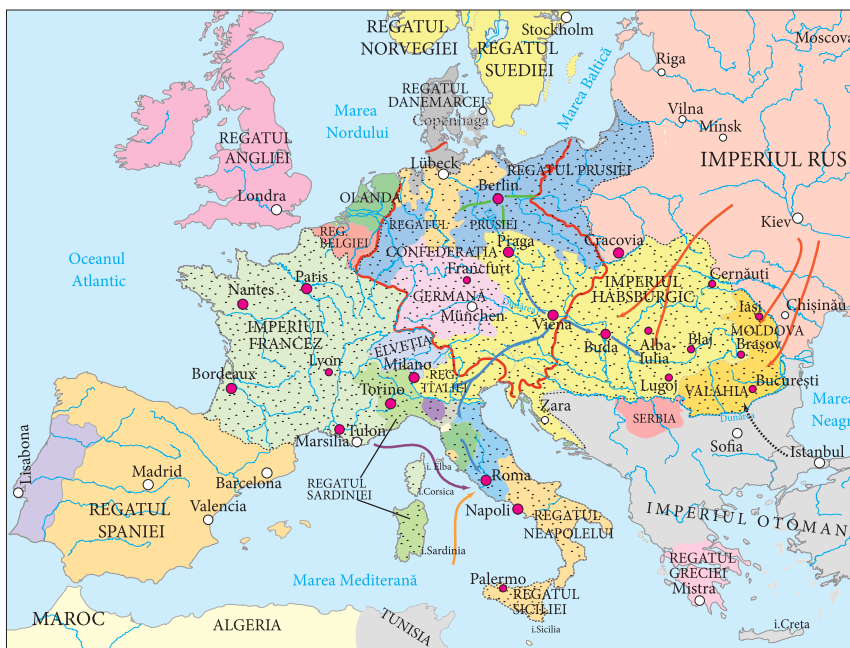 REGATUL
NORVEGIEI
Stockholm
REGATUL
SUEDIEI
Moscova
Riga
Marea Baltică
REGATUL
DANEMARCEI
Copenhaga
Marea
Nordului
Vilna
Minsk
REGATUL
ANGLIEI
Londra
Lübeck
REGATUL PRUSIEI
IMPERIUL RUS
Berlin
OLANDA
REG.
BELGIEI
REGATUL
PRUSIEI
Kiev
Praga
Cracovia
CONFEDERAȚIA
GERMANĂ
Francfurt
Oceanul
Atlantic
Nantes
Paris
IMPERIUL
HABSBURGIC
Cernăuți
Iași
Chișinău
München
Dunărea
Viena
IMPERIUL
FRANCEZ
ELVEȚIA
Buda
Alba-
Iulia
Blaj
MOLDOVA
Brașov
Lyon
Milano
REG.
ITALIEI
Bordeaux
Torino
Lugoj
VALAHIA
București
Marea
Neagră
Zara
SERBIA
Dunărea
Tulon
Marsilia
Sofia
Istanbul
Lisabona
Madrid
Barcelona
REGATUL
SARDINIEI
i. Elba
i.Corsica
Roma
REGATUL
SPANIEI
Valencia
Napoli
REGATUL
NEAPOLELUI
IMPERIUL OTOMAN
i.Sardinia
REGATUL
GRECIEI
Mistra
Marea Mediterană
Palermo
REGATUL
SICILIEI
i.Sicilia
MAROC
ALGERIA
TUNISIA
i.Creta